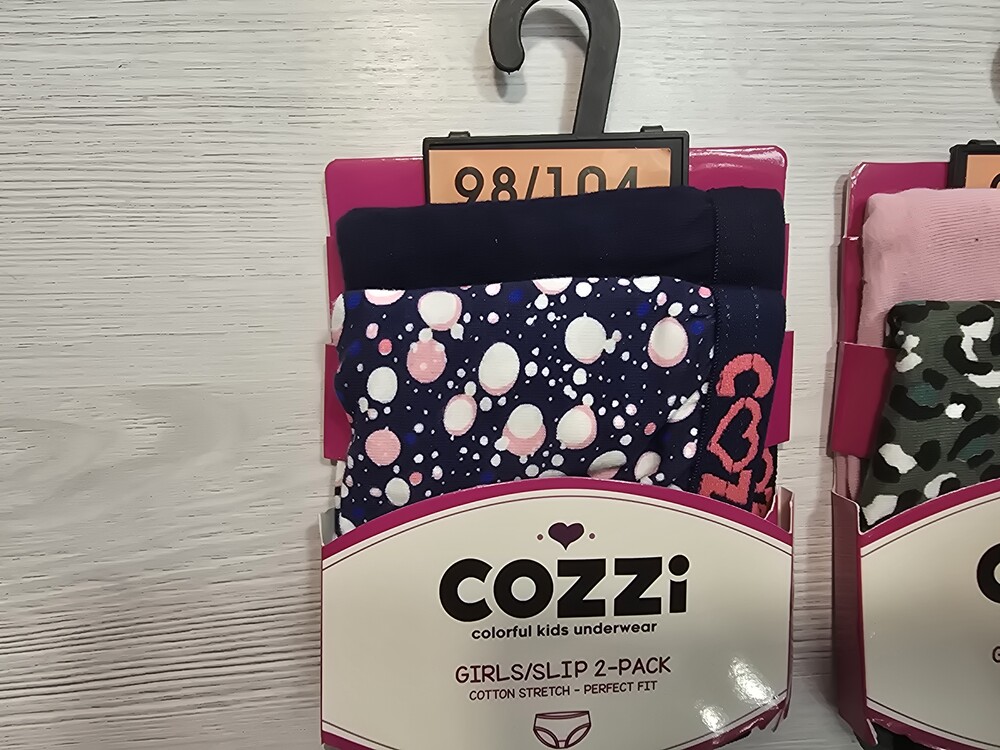 98/104
COZZi
colorful kids underwear
GIRLS/SLIP 2-PACK
COTTON STRETCH - PERFECT FIT